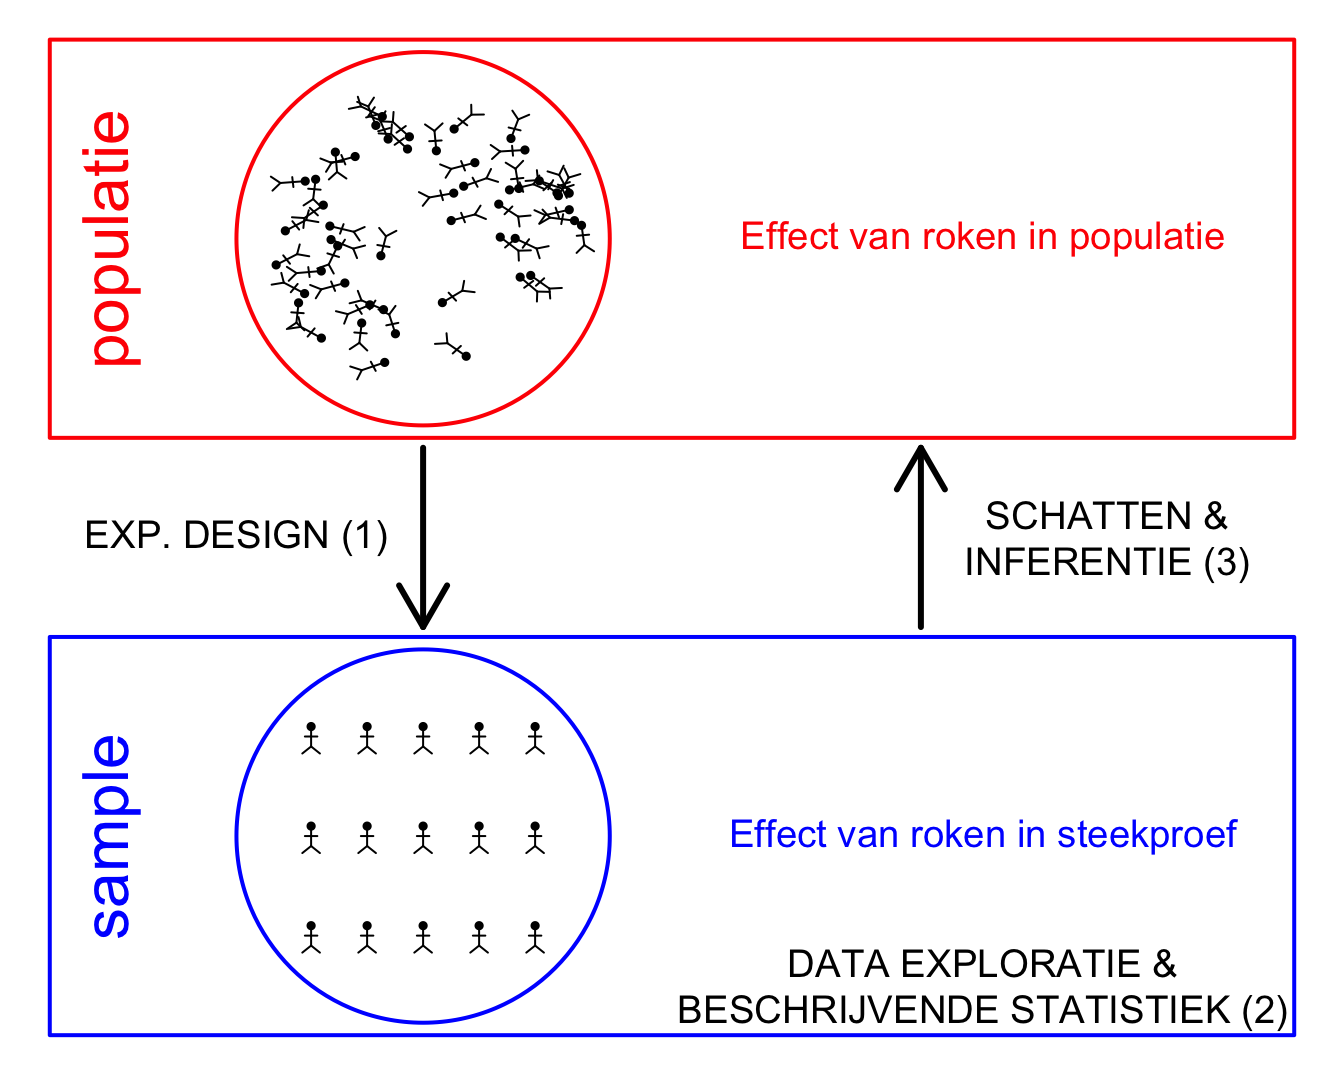 populatie
Effect van roken in populatie
EXP. DESIGN (1)
SCHATTEN &
INFERENTIE (3)
sample
Effect van roken in steekproef
DATA EXPLORATIE &
BESCHRIJVENDE STATISTIEK (2)